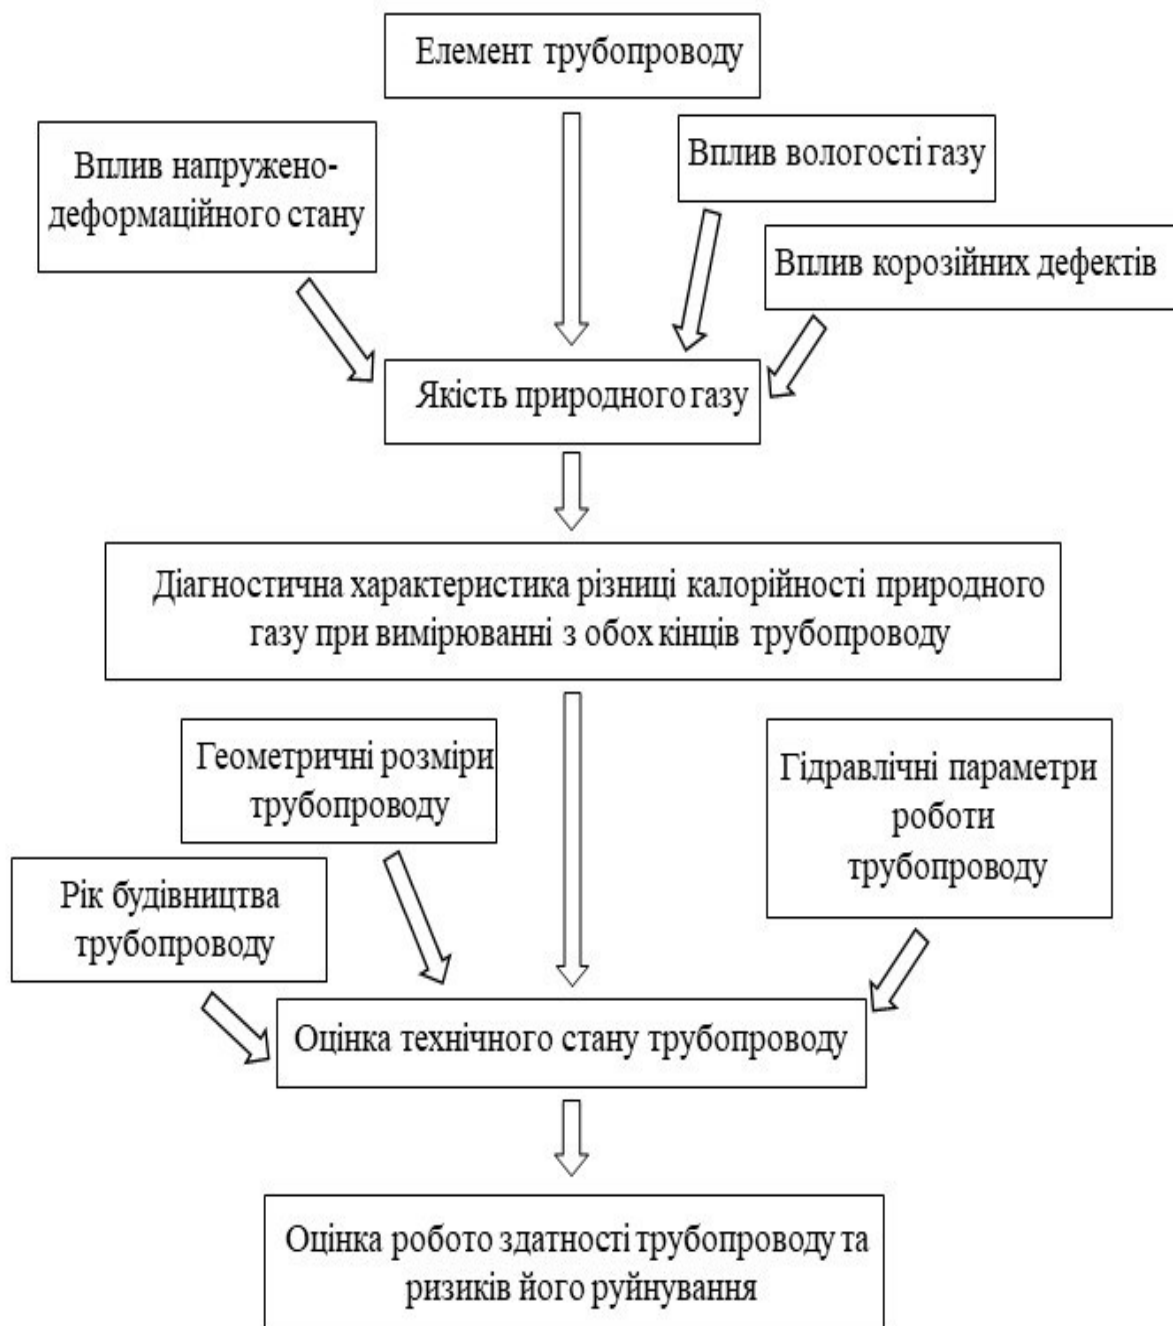 Елемент трубопроводу
Вплив напружено-
деформаційного стану
Вплив вологості газу
Вплив корозійних дефектів
Якість природного газу
Діагностична характеристика різниці калорійності природного
газу при вимірюванні з обох кінців трубопроводу
Геометричні розміри
трубопроводу
Гідравлічні параметри
роботи
трубопроводу
Рік будівництва
трубопроводу
Оцінка технічного стану трубопроводу
Оцінка робото здатності трубопроводу та
ризиків його руйнування